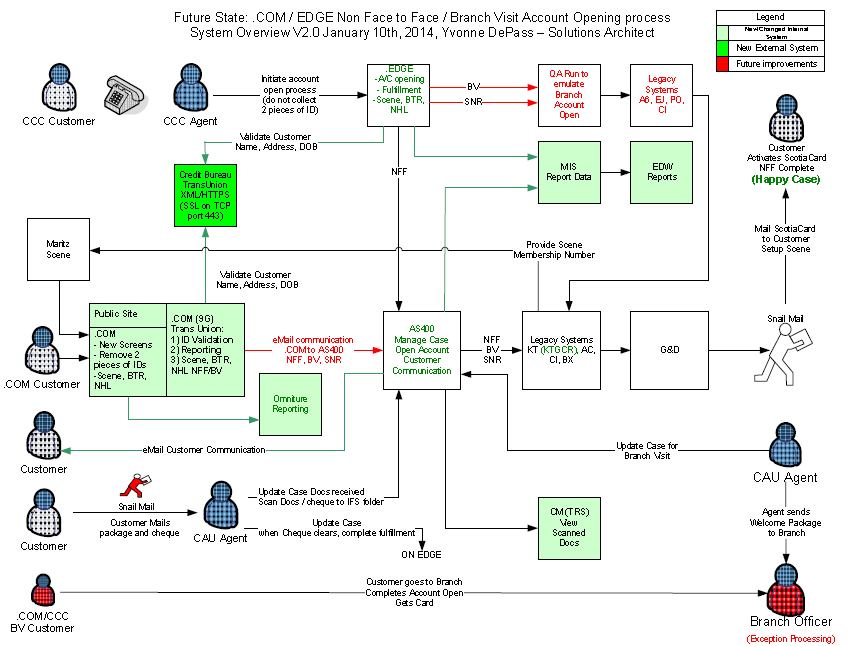 Future State: .COM / EDGE Non Face to Face / Branch Visit Account Opening process
System Overview V2.0 January 10th, 2014, Yvonne DePass – Solutions Architect
Legend
New/Changed Internal
System
New External System
Future improvements
CCC Customer
CCC Agent
Initiate account
open process
(do not collect
2 pieces of ID)
.EDGE
-A/C opening
- Fulfillment
-Scene, BTR,
NHL
BV
SNR
QA Run to
emulate
Branch
Account
Open
Legacy
Systems
A6, EJ, PO,
CI
Customer
Activates ScotiaCard
NFF Complete
(Happy Case)
Validate Customer
Name, Address, DOB
Credit Bureau
TransUnion
XML/HTTPS
(SSL on TCP
port 443)
NFF
MIS
Report Data
EDW
Reports
Maritz
Scene
Provide Scene
Membership Number
Mail ScotiaCard
to Customer
Setup Scene
Validate Customer
Name, Address, DOB
Public Site
.COM
- New Screens
- Remove 2
pieces of IDs
-Scene, BTR,
NHL
.COM (9G)
Trans Union:
1) ID Validation
2) Reporting
3) Scene, BTR,
NHL NFF/BV
.COM Customer
eMail communication
.COM to AS400
NFF, BV, SNR
AS400
Manage Case
Open Account
Customer
Communication
NFF
BV
SNR
Legacy Systems
KT (KTGCR), AC,
CI, BX
G&D
Snail Mail
Omniture
Reporting
Customer
eMail Customer Communication
Update Case for
Branch Visit
CAU Agent
Customer
Snail Mail
Customer Mails
package and cheque
CAU Agent
Update Case Docs received
Scan Docs / cheque to IFS folder
Update Case
when Cheque clears, complete fulfillment
ON EDGE
CM (TRS)
View
Scanned
Docs
Agent sends
Welcome Package
to Branch
.COM/CCC
BV Customer
Customer goes to Branch
Completes Account Open
Gets Card
Branch Officer
(Exception Processing)